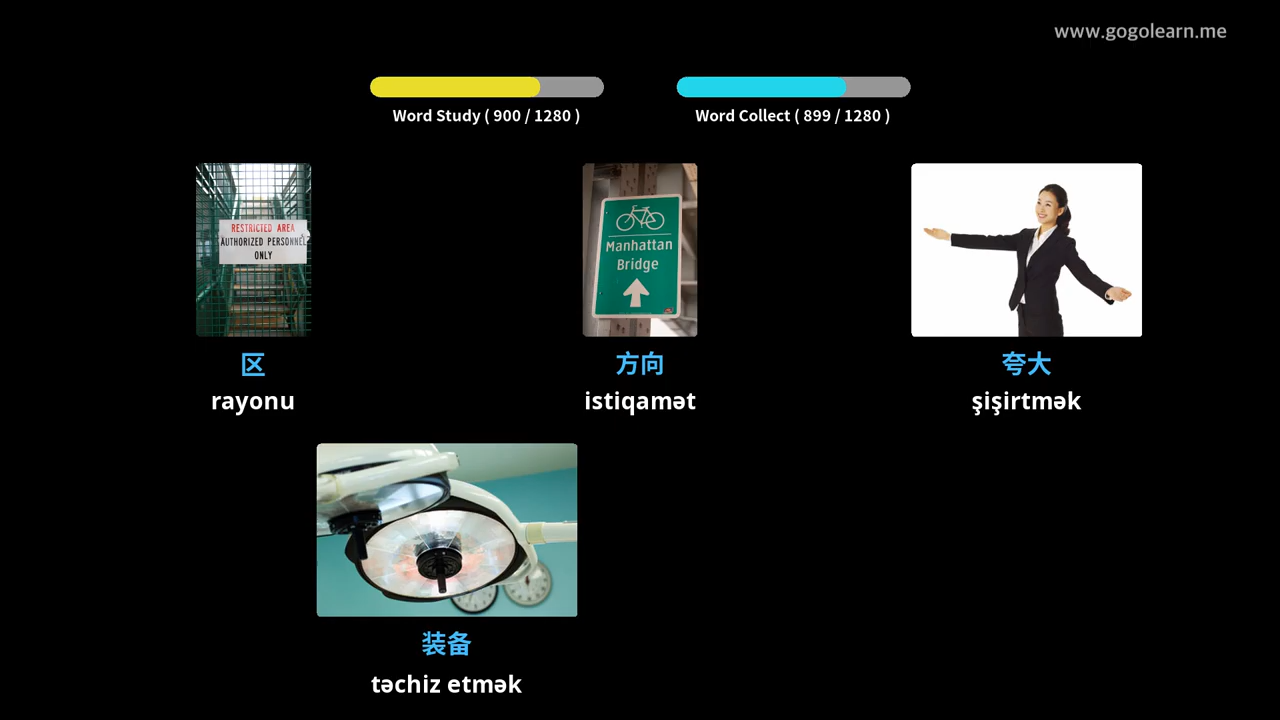 www.gogolearn.me
Word Study ( 900 / 1280 )
Word Collect ( 899 / 1280 )
RESTRICTED AREA
AUTHORIZED PERSONNEL
ONLY
Manhattan
Bridge
区
方向
夸大
rayonu
istiqamət
şişirtmək
装备
təchiz etmək